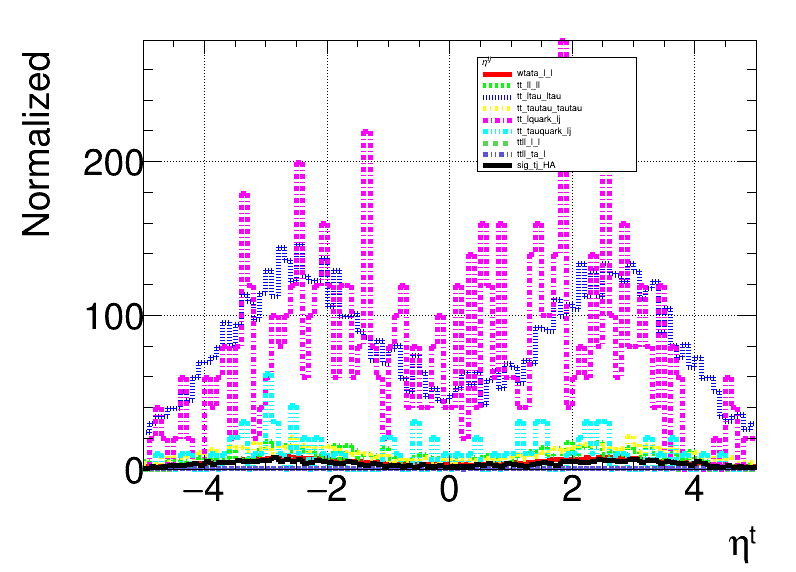 Normalized
200
100
0
−4
−2
0
2
4
η^t
wtata_l_l
tt_ll_ll
tt_ltau_ltau
tt_tautau_tautau
tt_lquark_lj
tt_tauquark_lj
ttll_l_l
ttll_ta_l
sig_tj_HA